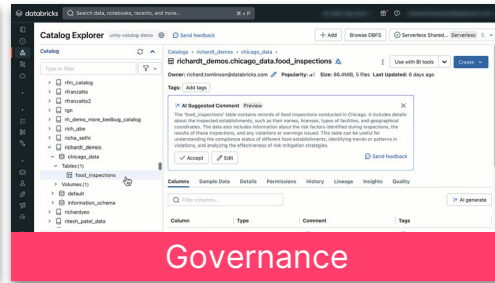 databricks
Search data, notebooks, recents, and more...
⌘ + P
Catalog Explorer
unity-catalog-demo
Send feedback
+ Add
Browse DBFS
Serverless Shared...
Serverless
S
Catalog
Type to filter
rfin_catalog
rfranzatto
rfranzatto2
rgn
rh_demo_more_bedbug_catalog
rich_qbe
richa_sethi
richardt_demos
chicago_data
Tables (1)
food_inspections
Volumes (1)
default
information_schema
richardyeo
ritesh_patel_data
Catalogs › richardt_demos › chicago_data ›
richardt_demos.chicago_data.food_inspections
Use with BI tools
Create
Owner: richard.tomlinson@databricks.com
Popularity:
Size: 86.4MiB, 5 files
Last Updated: 6 days ago
Tags:
Add tags
AI Suggested Comment
Preview
The 'food_inspections' table contains records of food inspections conducted in Chicago. It includes details
about the inspected establishments, such as their names, licenses, types of facilities, and geographical
coordinates. The data also includes information about the risk factors identified during inspections, the
results of these inspections, and any violations or warnings issued. This table can be useful for
understanding the compliance status of different food establishments, identifying trends or patterns in
violations, and analyzing the effectiveness of risk mitigation strategies.
Accept
Edit
Send feedback
Columns
Sample Data
Details
Permissions
History
Lineage
Insights
Quality
Filter columns...
AI generate
Column
Type
Comment
Tags
Governance